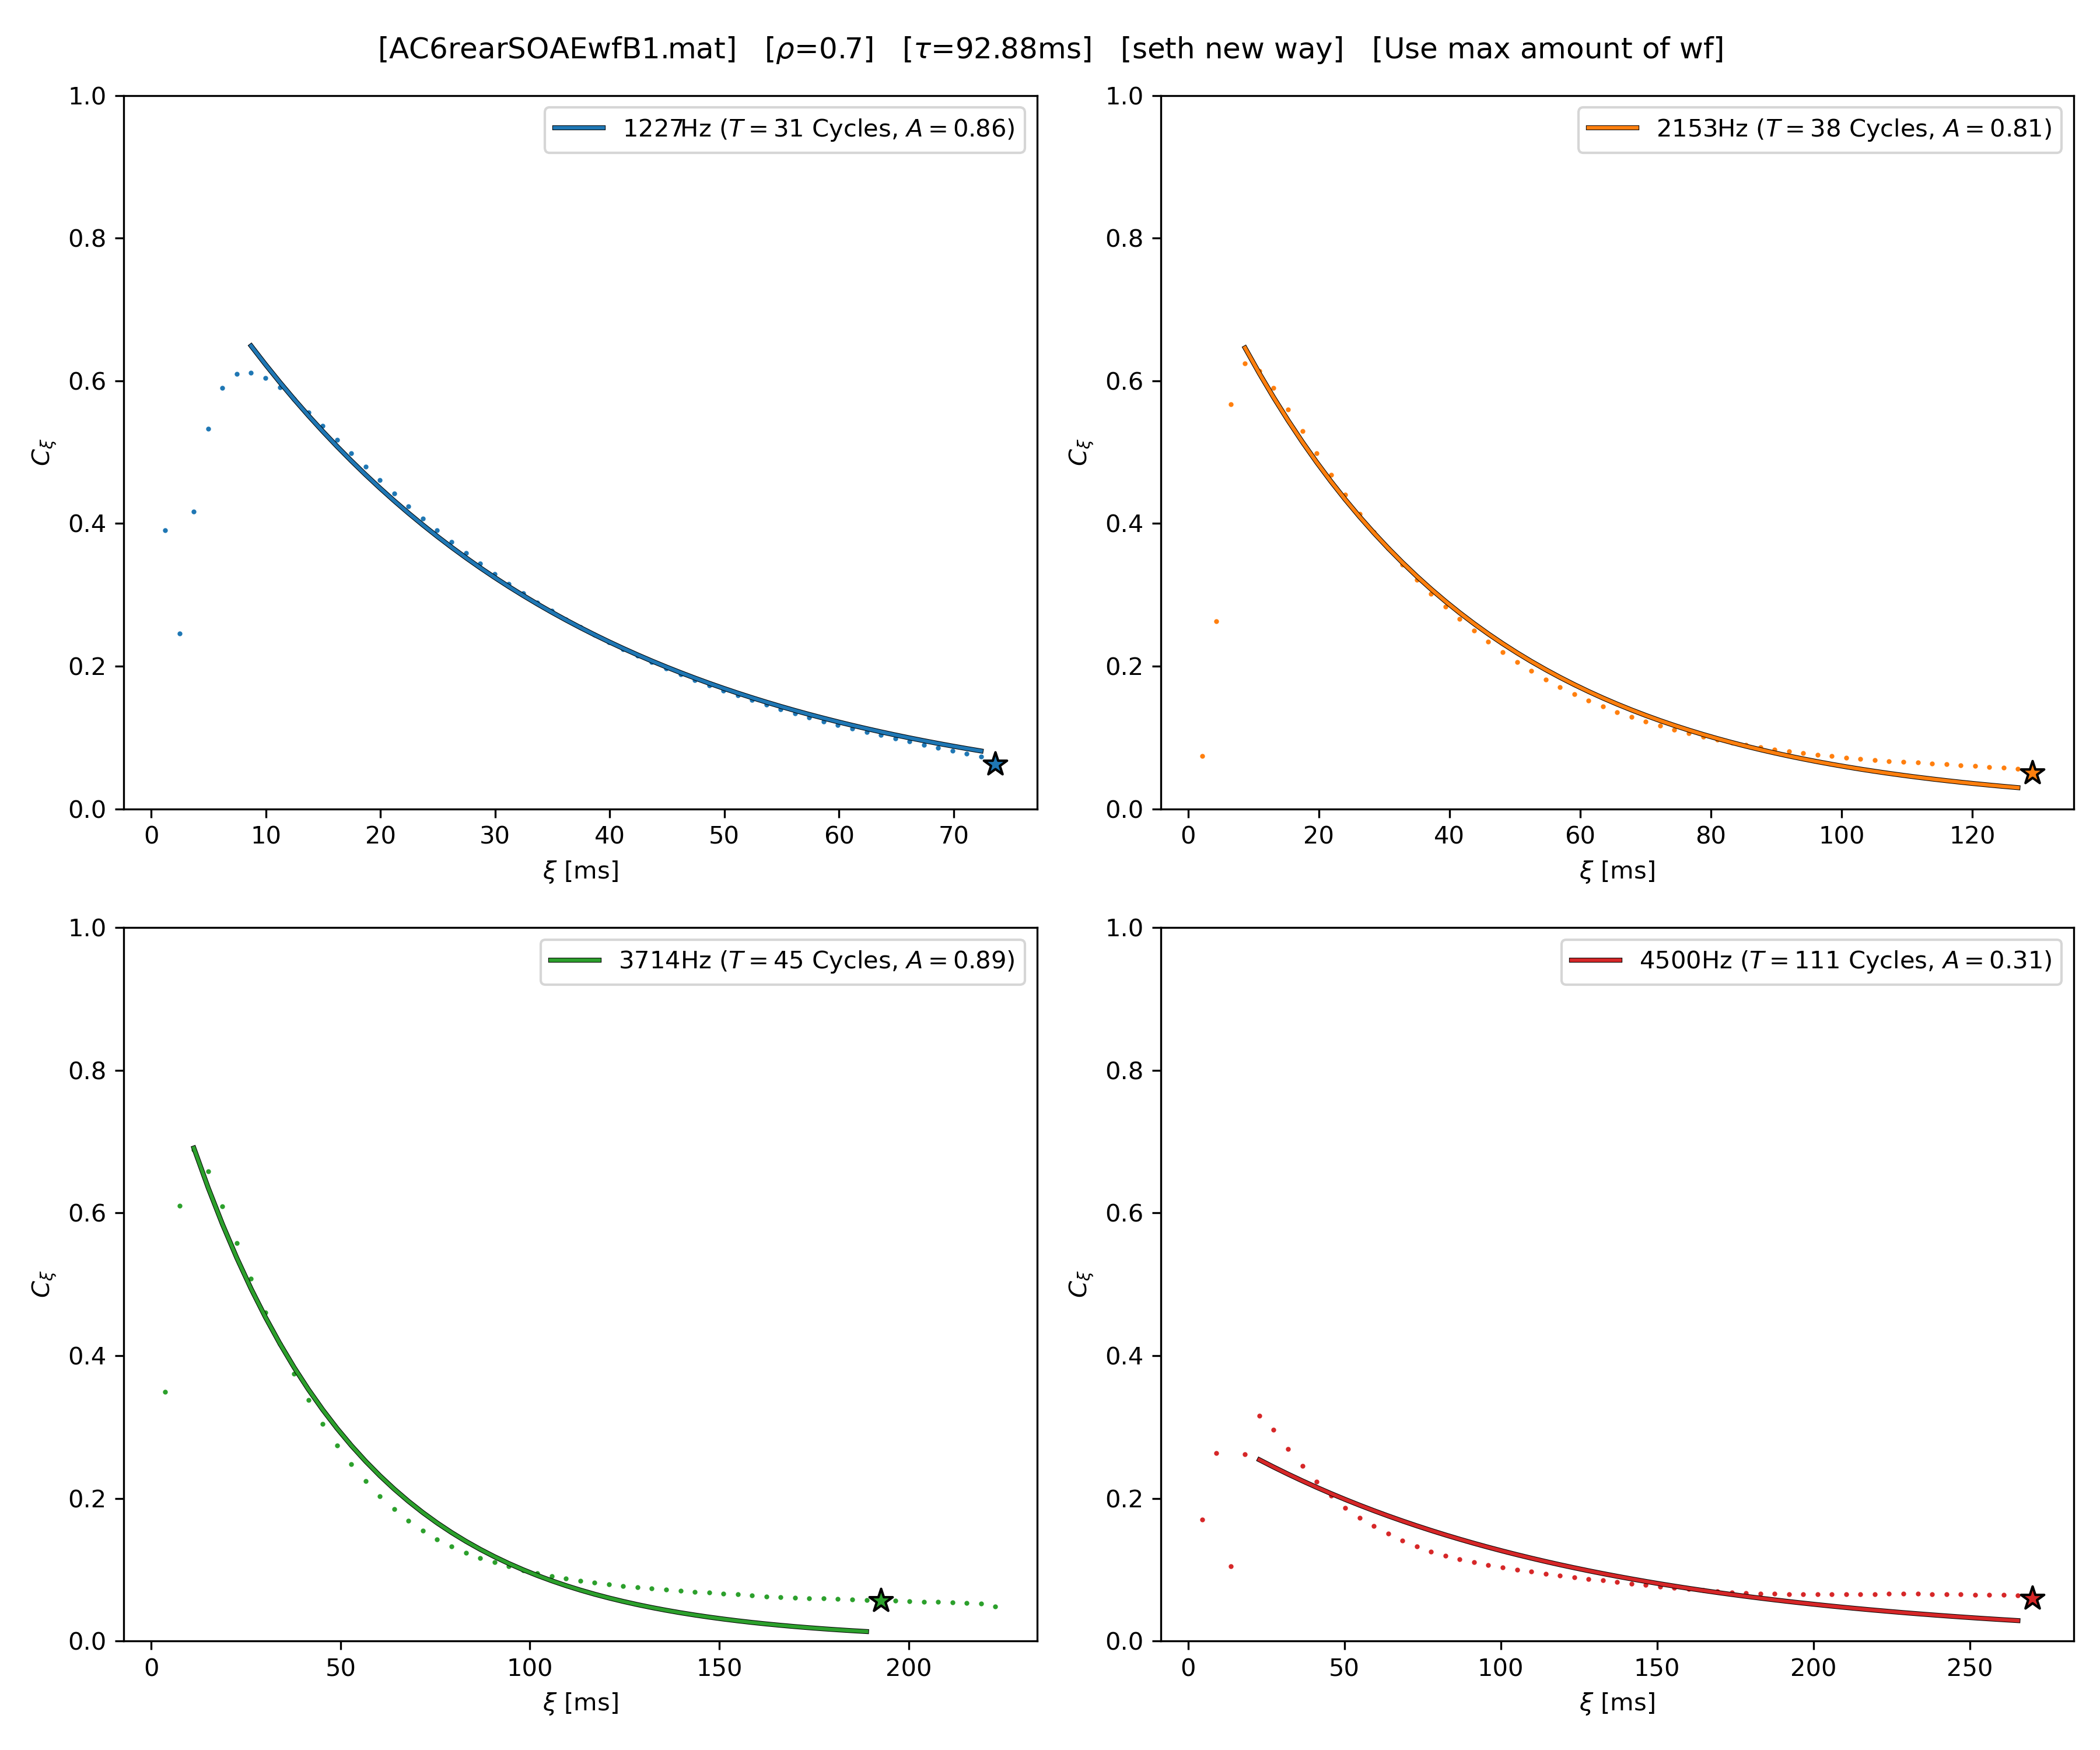 [AC6rearSOAEwfB1.mat] [ρ=0.7] [τ=92.88ms] [seth new way] [Use max amount of wf]
1.0
0.8
0.6
0.4
0.2
0.0
Cξ
1227Hz (T = 31 Cycles, A = 0.86)
0 10 20 30 40 50 60 70
ξ [ms]
1.0
0.8
0.6
0.4
0.2
0.0
Cξ
2153Hz (T = 38 Cycles, A = 0.81)
0 20 40 60 80 100 120
ξ [ms]
1.0
0.8
0.6
0.4
0.2
0.0
Cξ
3714Hz (T = 45 Cycles, A = 0.89)
0 50 100 150 200
ξ [ms]
1.0
0.8
0.6
0.4
0.2
0.0
Cξ
4500Hz (T = 111 Cycles, A = 0.31)
0 50 100 150 200 250
ξ [ms]